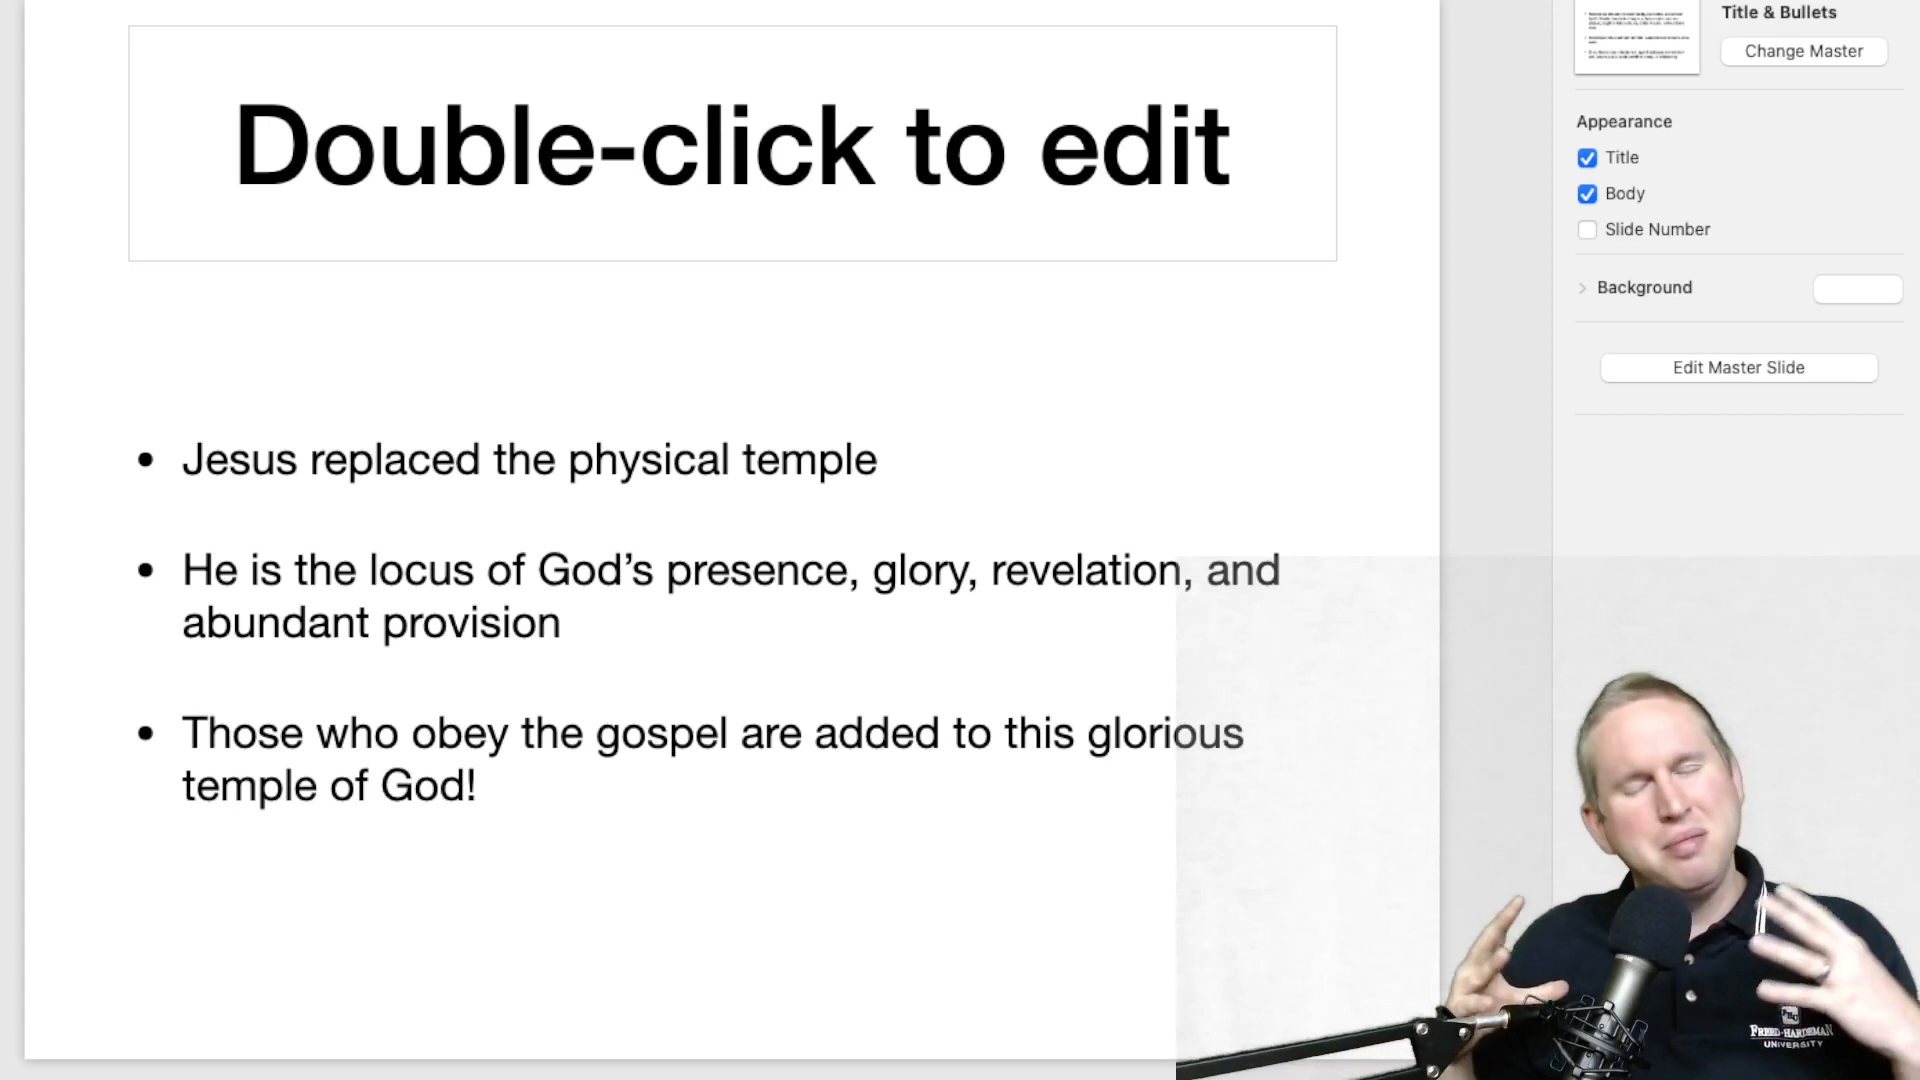 Double-click to edit
• Jesus replaced the physical temple
• He is the locus of God’s presence, glory, revelation, and
abundant provision
• Those who obey the gospel are added to this glorious
temple of God!
Title & Bullets
Change Master
Appearance
Title
Body
Slide Number
Background
Edit Master Slide
FREED-HARDEMAN
UNIVERSITY